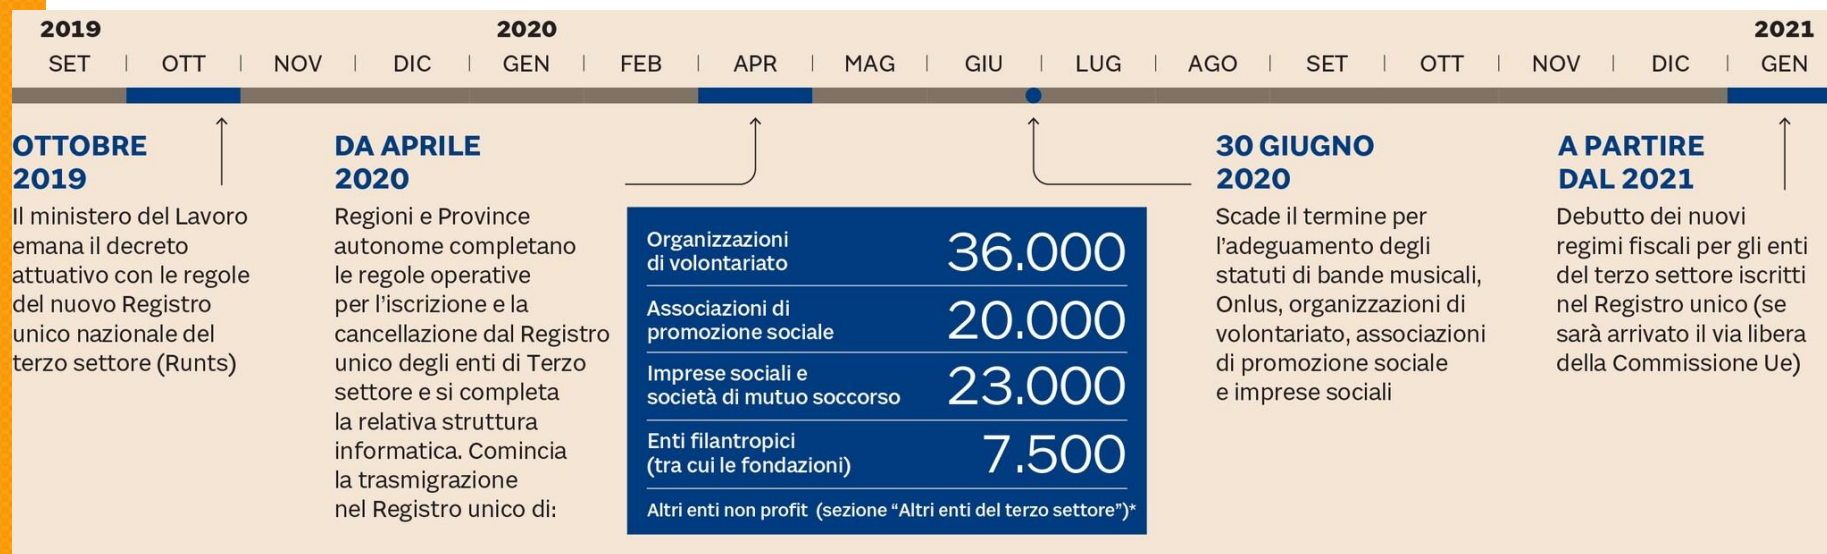 2019 2020 2021
SET | OTT | NOV | DIC | GEN | FEB | APR | MAG | GIU | LUG | AGO | SET | OTT | NOV | DIC | GEN
OTTOBRE
2019
Il ministero del Lavoro
emana il decreto
attuativo con le regole
del nuovo Registro
unico nazionale del
terzo settore (Runts)
DA APRILE
2020
Regioni e Province
autonome completano
le regole operative
per l'iscrizione e la
cancellazione dal Registro
unico degli enti di Terzo
settore e si completa
la relativa struttura
informatica. Comincia
la trasmigrazione
nel Registro unico di:
Organizzazioni
di volontariato 36.000
Associazioni di
promozione sociale 20.000
Imprese sociali e
società di mutuo soccorso 23.000
Enti filantropici
(tra cui le fondazioni) 7.500
Altri enti non profit (sezione “Altri enti del terzo settore”)*
30 GIUGNO
2020
Scade il termine per
l'adeguamento degli
statuti di bande musicali,
Onlus, organizzazioni di
volontariato, associazioni
di promozione sociale
e imprese sociali
A PARTIRE
DAL 2021
Debutto dei nuovi
regimi fiscali per gli enti
del terzo settore iscritti
nel Registro unico (se
sarà arrivato il via libera
della Commissione Ue)